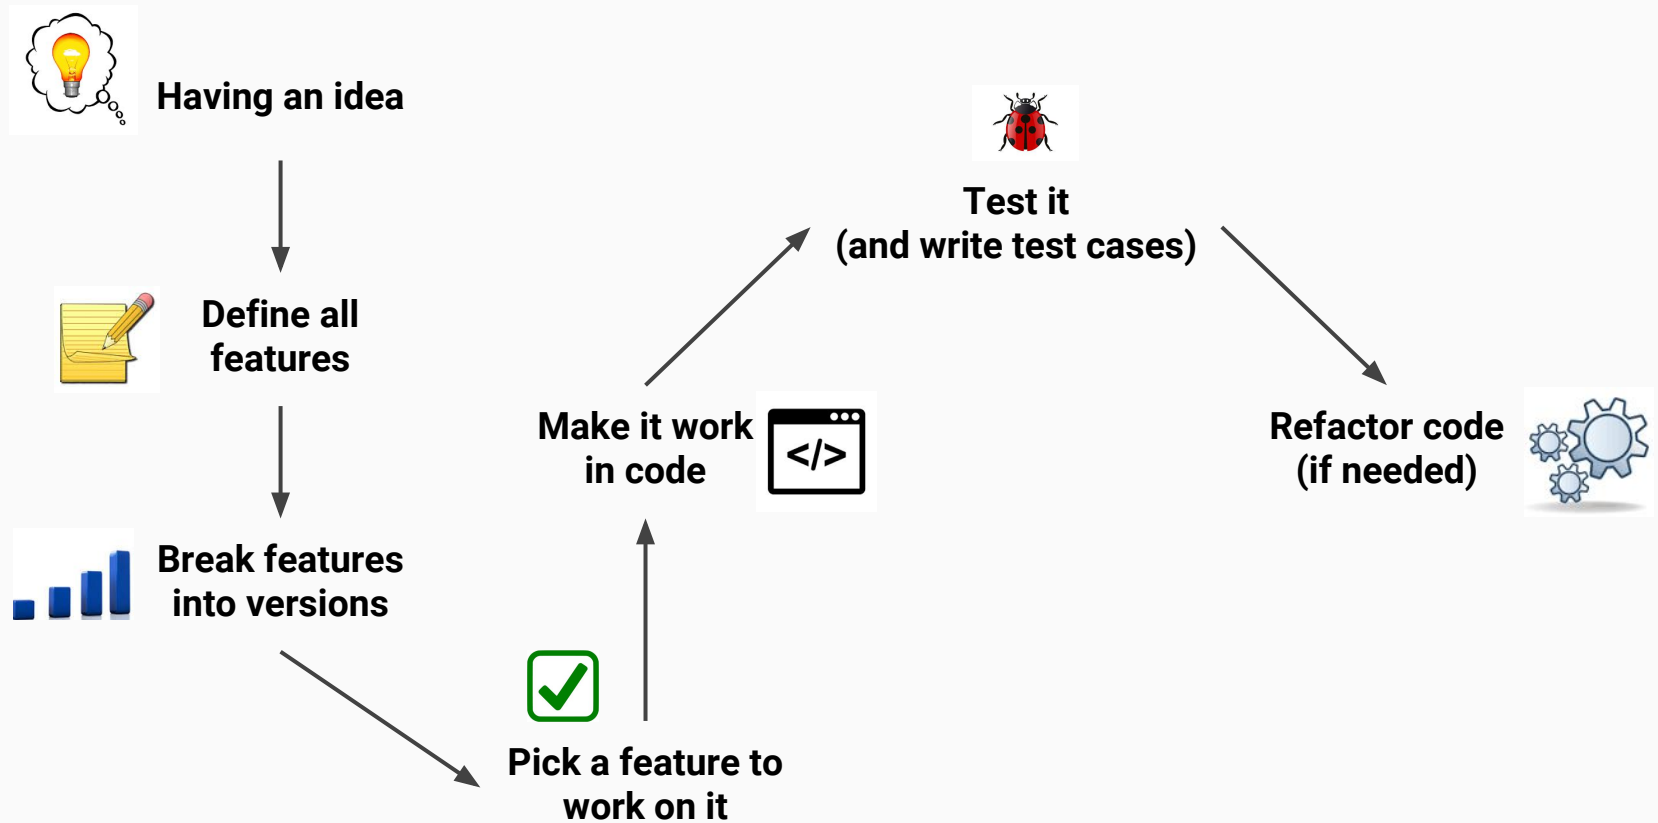 Having an idea
Define all
features
Break features
into versions
Pick a feature to
work on it
Make it work
in code
</>
Test it
(and write test cases)
Refactor code
(if needed)